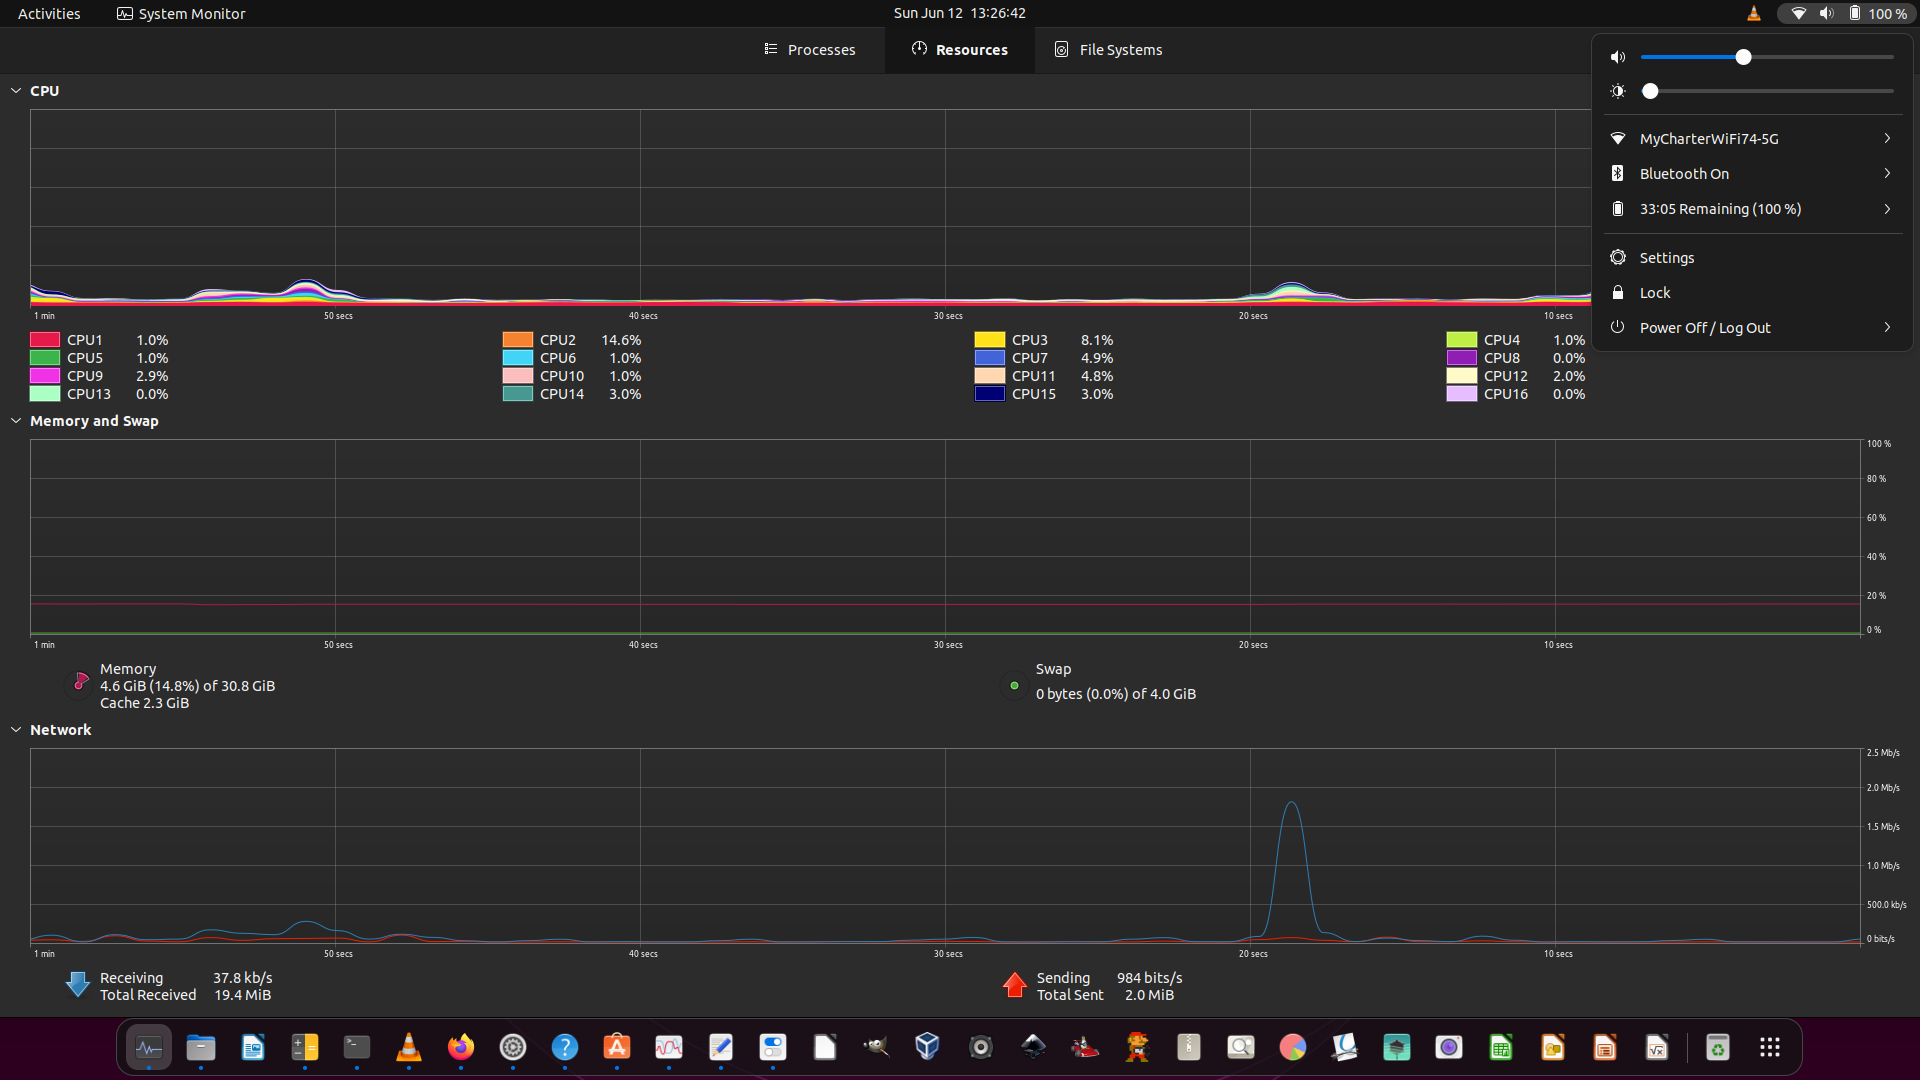 Activities
System Monitor
Sun Jun 12  13:26:42
100 %
Processes
Resources
File Systems
MyCharterWiFi74-5G
Bluetooth On
33:05 Remaining (100 %)
Settings
Lock
Power Off / Log Out
CPU
1 min
50 secs
40 secs
30 secs
20 secs
10 secs
CPU1 1.0%
CPU2 14.6%
CPU3 8.1%
CPU4 1.0%
CPU5 1.0%
CPU6 1.0%
CPU7 4.9%
CPU8 0.0%
CPU9 2.9%
CPU10 1.0%
CPU11 4.8%
CPU12 2.0%
CPU13 0.0%
CPU14 3.0%
CPU15 3.0%
CPU16 0.0%
Memory and Swap
100 %
80 %
60 %
40 %
20 %
0 %
1 min
50 secs
40 secs
30 secs
20 secs
10 secs
Memory
4.6 GiB (14.8%) of 30.8 GiB
Cache 2.3 GiB
Swap
0 bytes (0.0%) of 4.0 GiB
Network
2.5 Mb/s
2.0 Mb/s
1.5 Mb/s
1.0 Mb/s
500.0 kb/s
0 bits/s
1 min
50 secs
40 secs
30 secs
20 secs
10 secs
Receiving 37.8 kb/s
Total Received 19.4 MiB
Sending 984 bits/s
Total Sent 2.0 MiB